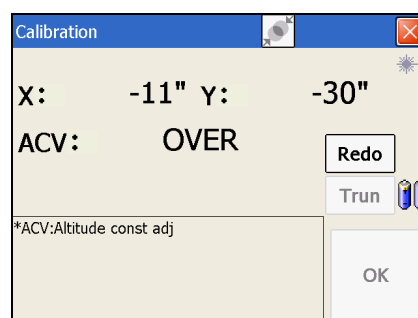 Calibration
X: -11" Y: -30"
ACV: OVER
Redo
Trun
*ACV:Altitude const adj
OK